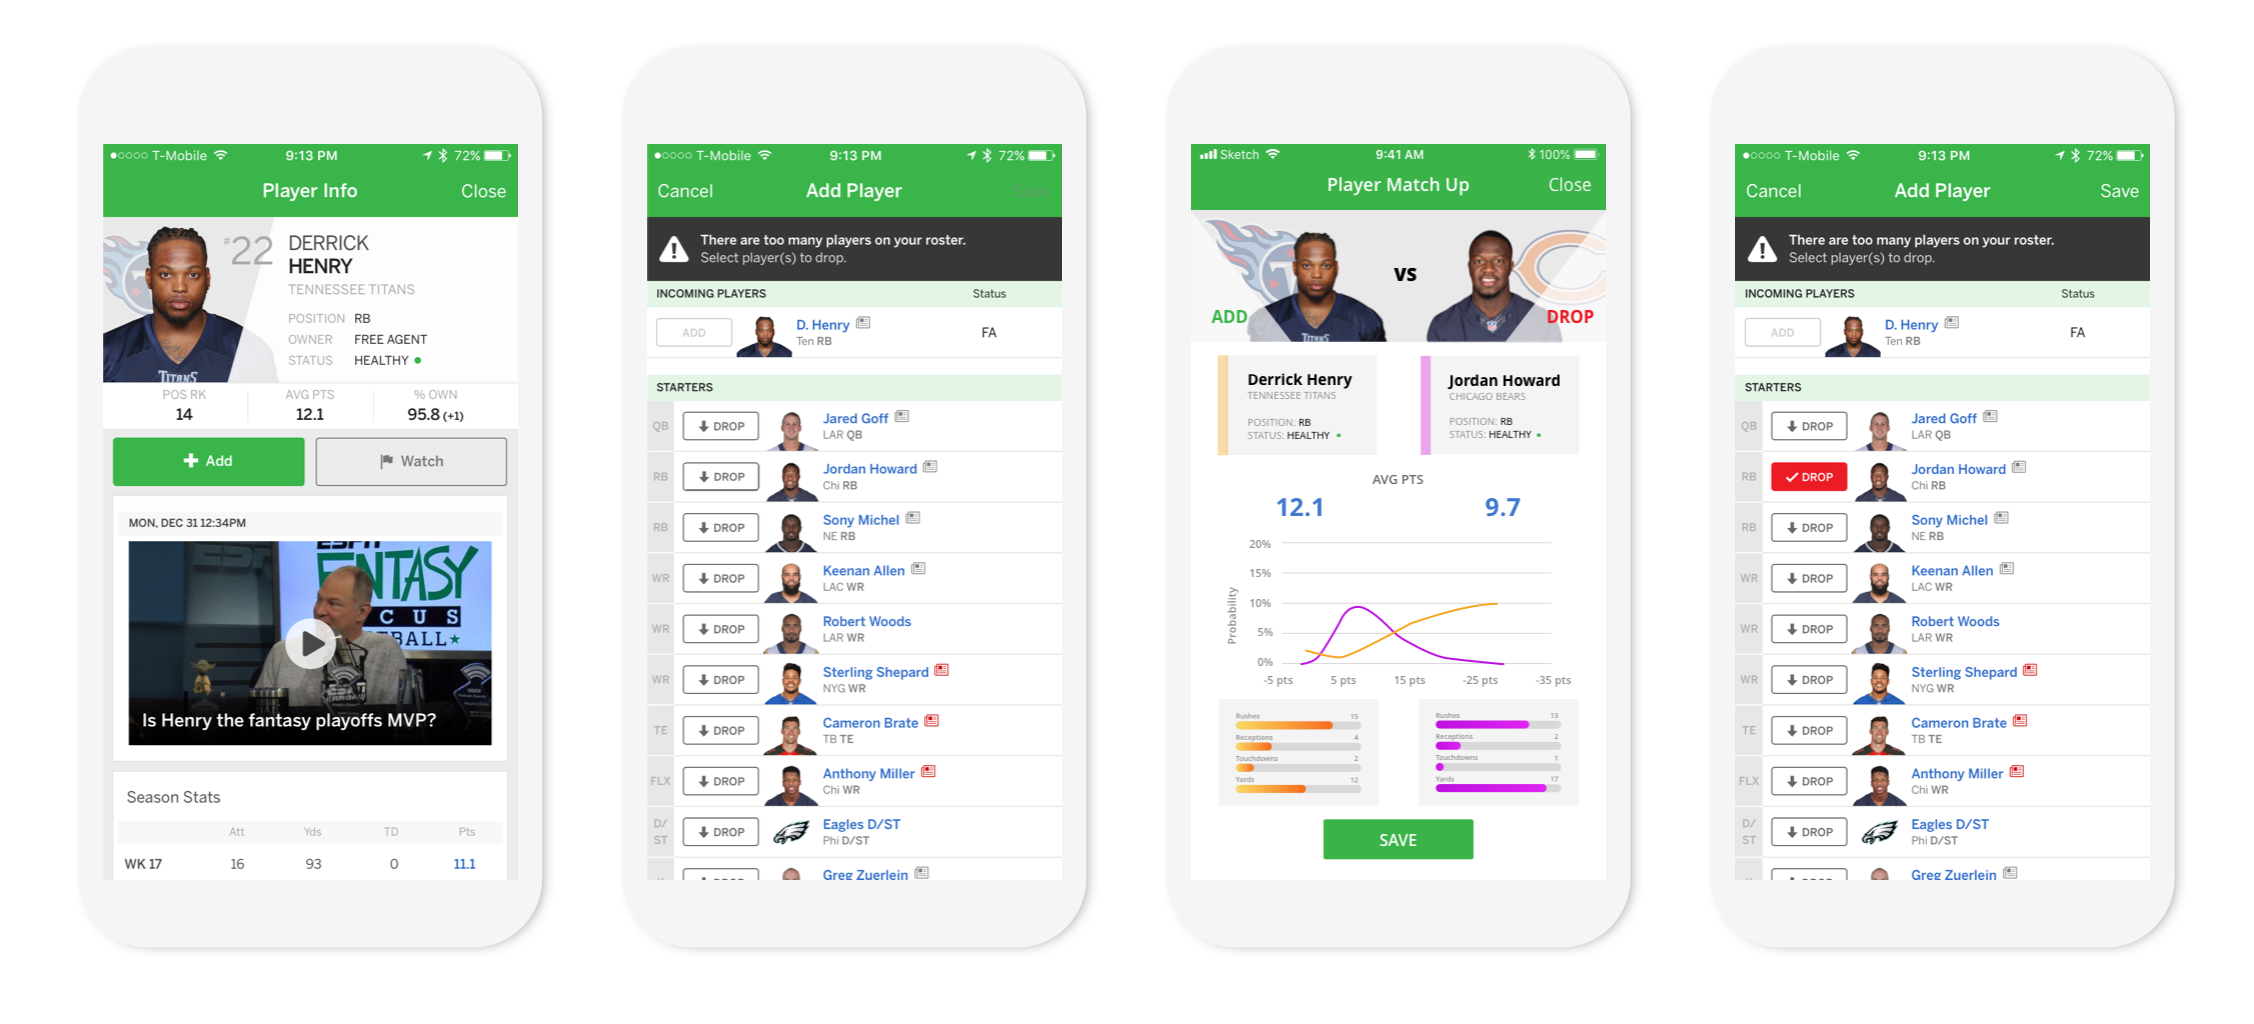 T-Mobile 9:13 PM 72%
Player Info Close
#22 DERRICK
HENRY
TENNESSEE TITANS
POSITION RB
OWNER FREE AGENT
STATUS HEALTHY
TITANS
POS RK AVG PTS % OWN
14 12.1 95.8 (+1)
Add Watch
MON, DEC 31 12:34PM
ESPN
ESPN
FANTASY
FOCUS
FOOTBALL
ESPN
Is Henry the fantasy playoffs MVP?
Season Stats
Att Yds TD Pts
WK 17 16 93 0 11.1
T-Mobile 9:13 PM 72%
Cancel Add Player Save
There are too many players on your roster.
Select player(s) to drop.
INCOMING PLAYERS Status
ADD D. Henry FA
Ten RB
STARTERS
QB DROP Jared Goff
LAR QB
RB DROP Jordan Howard
Chi RB
RB DROP Sony Michel
NE RB
WR DROP Keenan Allen
LAC WR
WR DROP Robert Woods
LAR WR
WR DROP Sterling Shepard
NYG WR
TE DROP Cameron Brate
TB TE
FLX DROP Anthony Miller
Chi WR
D/ST DROP Eagles D/ST
Phi D/ST
DROP Greg Zuerlein
Sketch 9:41 AM 100%
Player Match Up Close
ADD VS DROP
TITANS
Derrick Henry
TENNESSEE TITANS
POSITION: RB
STATUS: HEALTHY
Jordan Howard
CHICAGO BEARS
POSITION: RB
STATUS: HEALTHY
AVG PTS
12.1 9.7
Probability
20%
15%
10%
5%
0%
-5 pts 5 pts 15 pts -25 pts -35 pts
Rushes 15
Receptions 4
Touchdowns 2
Yards 12
Rushes 13
Receptions 2
Touchdowns 1
Yards 17
SAVE
T-Mobile 9:13 PM 72%
Cancel Add Player Save
There are too many players on your roster.
Select player(s) to drop.
INCOMING PLAYERS Status
ADD D. Henry FA
Ten RB
STARTERS
QB DROP Jared Goff
LAR QB
RB DROP Jordan Howard
Chi RB
RB DROP Sony Michel
NE RB
WR DROP Keenan Allen
LAC WR
WR DROP Robert Woods
LAR WR
WR DROP Sterling Shepard
NYG WR
TE DROP Cameron Brate
TB TE
FLX DROP Anthony Miller
Chi WR
D/ST DROP Eagles D/ST
Phi D/ST
DROP Greg Zuerlein